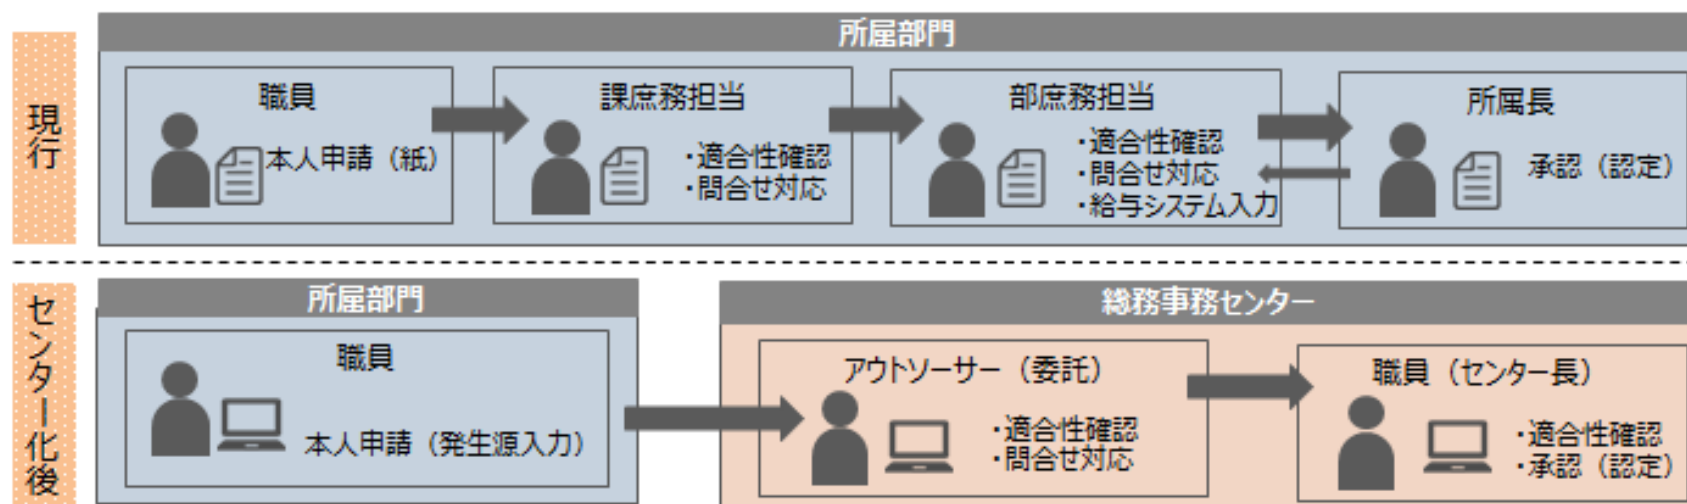 所属部門
現行
職員
本人申請（紙）
課庶務担当
・適合性確認
・問合せ対応
部庶務担当
・適合性確認
・問合せ対応
・給与システム入力
所属長
承認（認定）
センター化後
所属部門
職員
本人申請（発生源入力）
総務事務センター
アウトソーサー（委託）
・適合性確認
・問合せ対応
職員（センター長）
・適合性確認
・承認（認定）